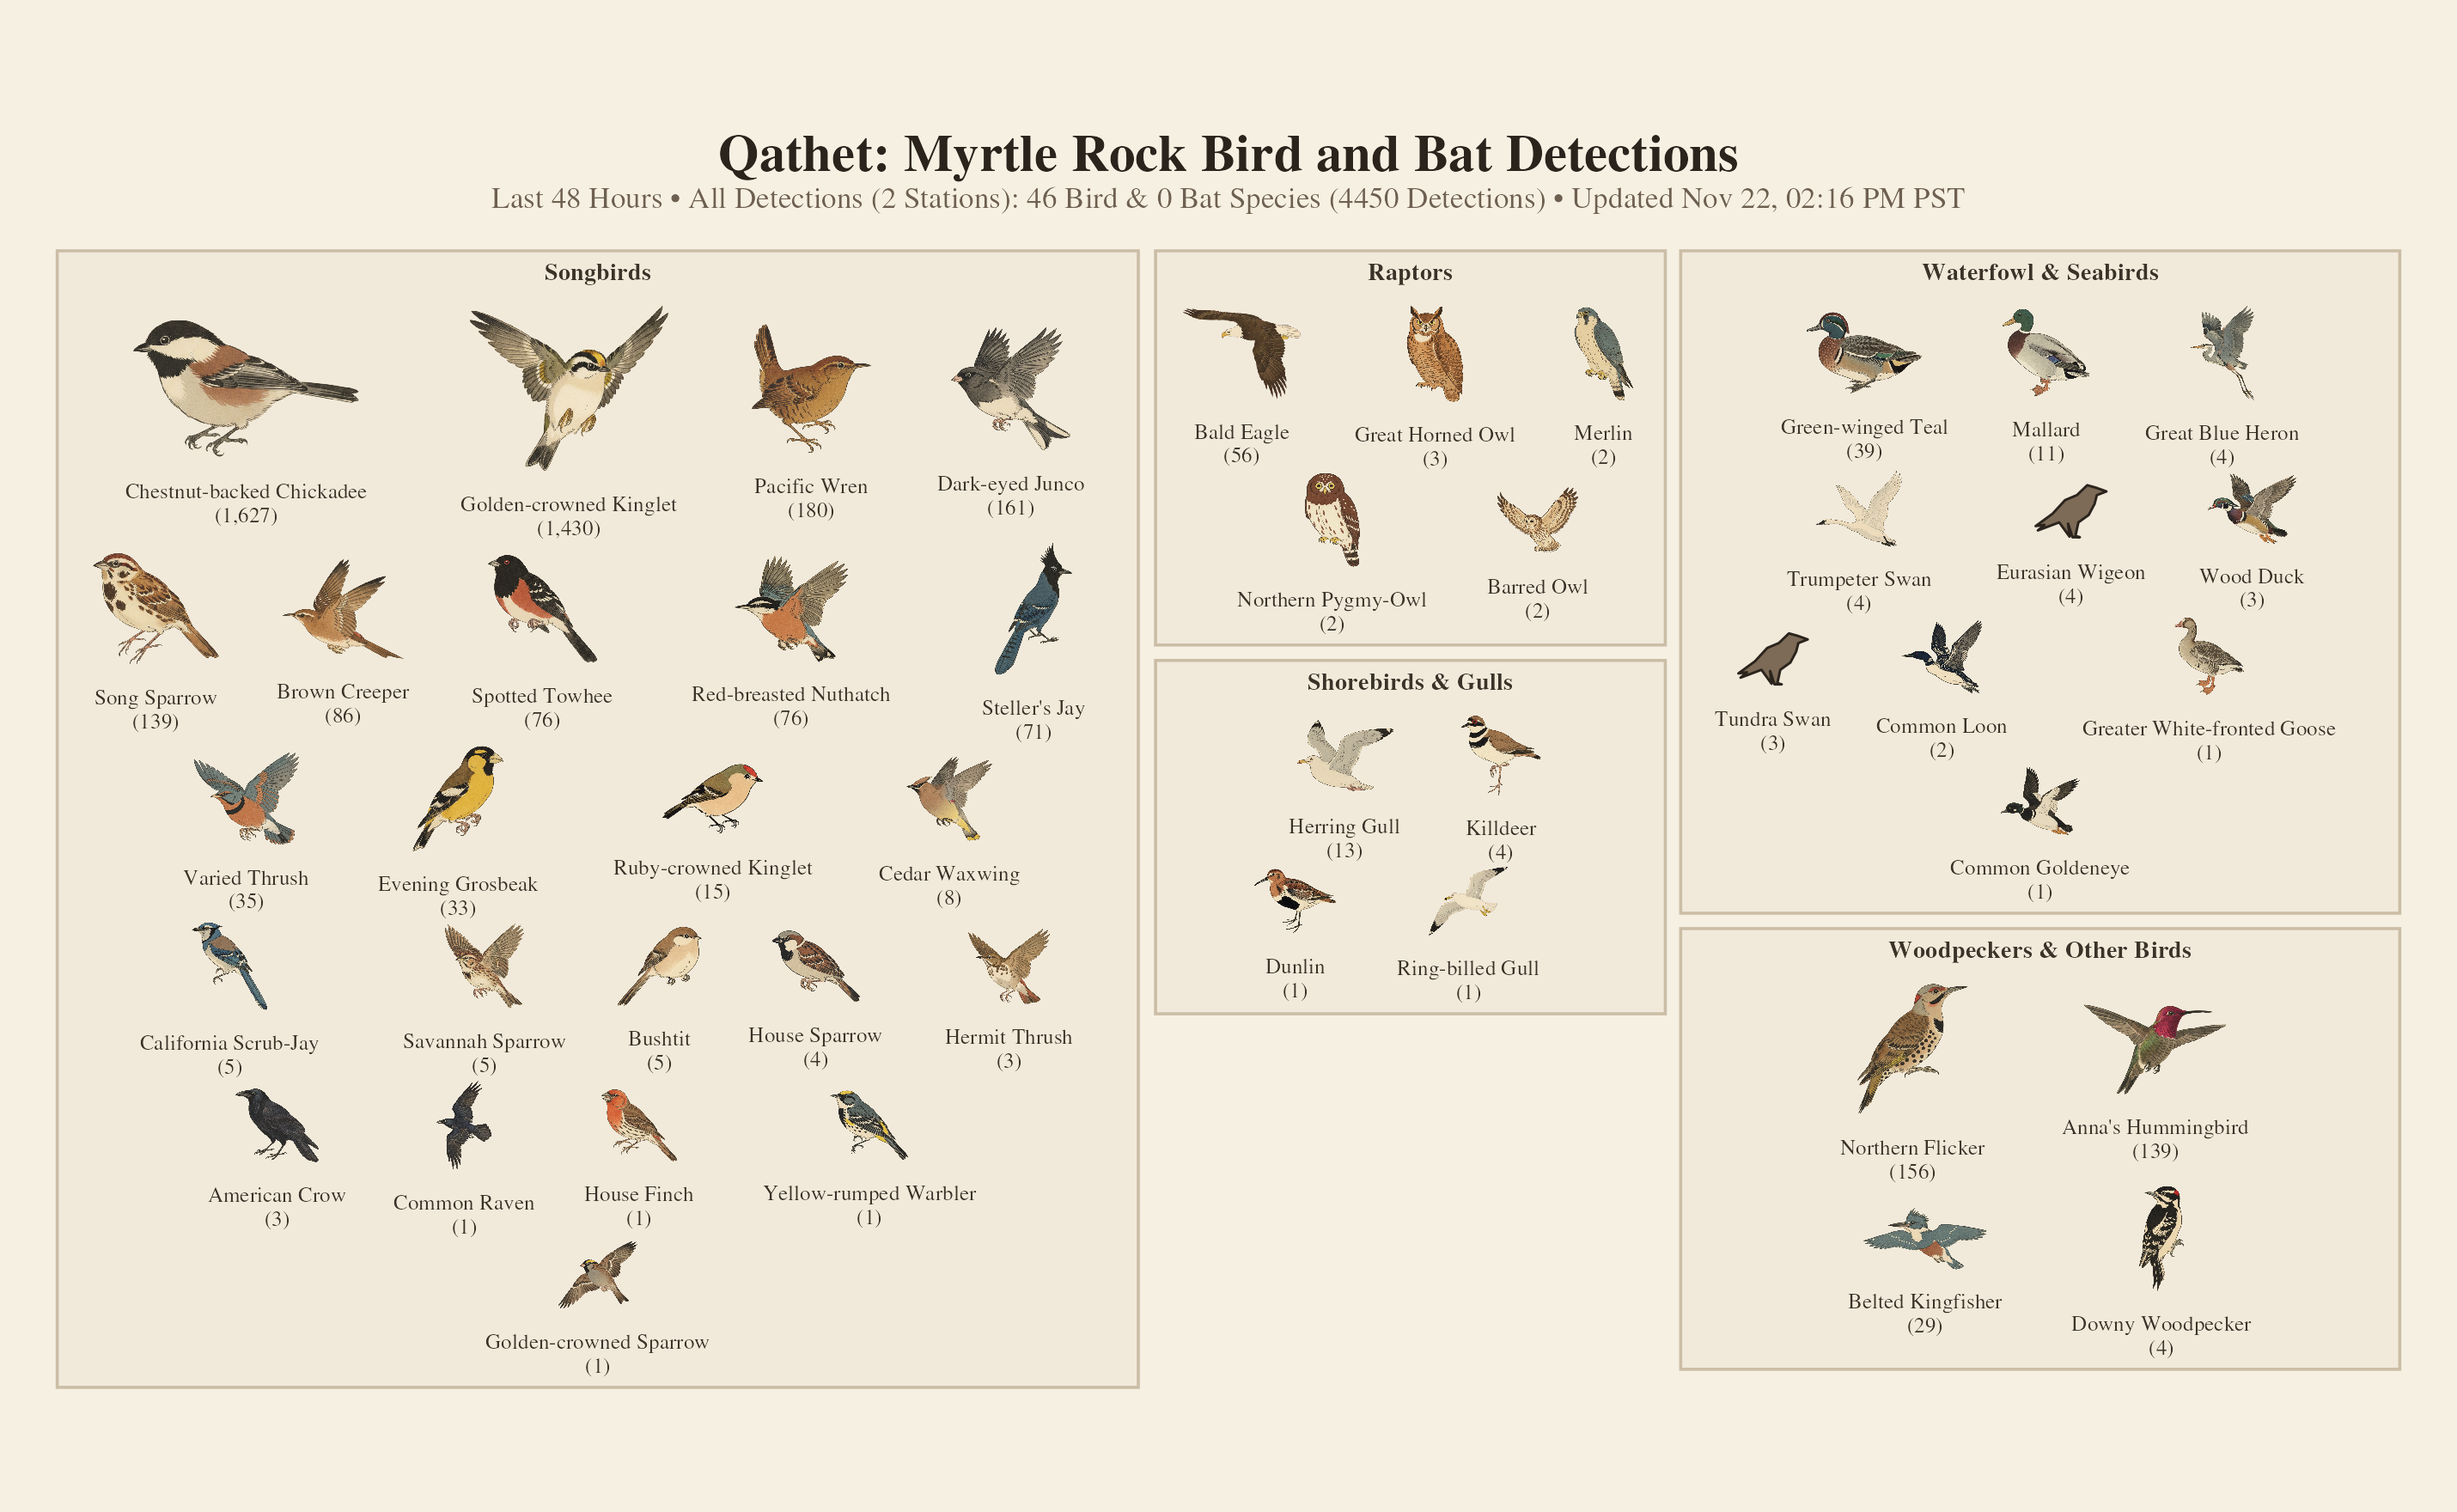 Qathet: Myrtle Rock Bird and Bat Detections
Last 48 Hours • All Detections (2 Stations): 46 Bird & 0 Bat Species (4450 Detections) • Updated Nov 22, 02:16 PM PST
Songbirds
Chestnut-backed Chickadee
(1,627)
Golden-crowned Kinglet
(1,430)
Pacific Wren
(180)
Dark-eyed Junco
(161)
Song Sparrow
(139)
Brown Creeper
(86)
Spotted Towhee
(76)
Red-breasted Nuthatch
(76)
Steller's Jay
(71)
Varied Thrush
(35)
Evening Grosbeak
(33)
Ruby-crowned Kinglet
(15)
Cedar Waxwing
(8)
California Scrub-Jay
(5)
Savannah Sparrow
(5)
Bushtit
(5)
House Sparrow
(4)
Hermit Thrush
(3)
American Crow
(3)
Common Raven
(1)
House Finch
(1)
Yellow-rumped Warbler
(1)
Golden-crowned Sparrow
(1)
Raptors
Bald Eagle
(56)
Great Horned Owl
(3)
Merlin
(2)
Northern Pygmy-Owl
(2)
Barred Owl
(2)
Shorebirds & Gulls
Herring Gull
(13)
Killdeer
(4)
Dunlin
(1)
Ring-billed Gull
(1)
Waterfowl & Seabirds
Green-winged Teal
(39)
Mallard
(11)
Great Blue Heron
(4)
Trumpeter Swan
(4)
Eurasian Wigeon
(4)
Wood Duck
(3)
Tundra Swan
(3)
Common Loon
(2)
Greater White-fronted Goose
(1)
Common Goldeneye
(1)
Woodpeckers & Other Birds
Northern Flicker
(156)
Anna's Hummingbird
(139)
Belted Kingfisher
(29)
Downy Woodpecker
(4)